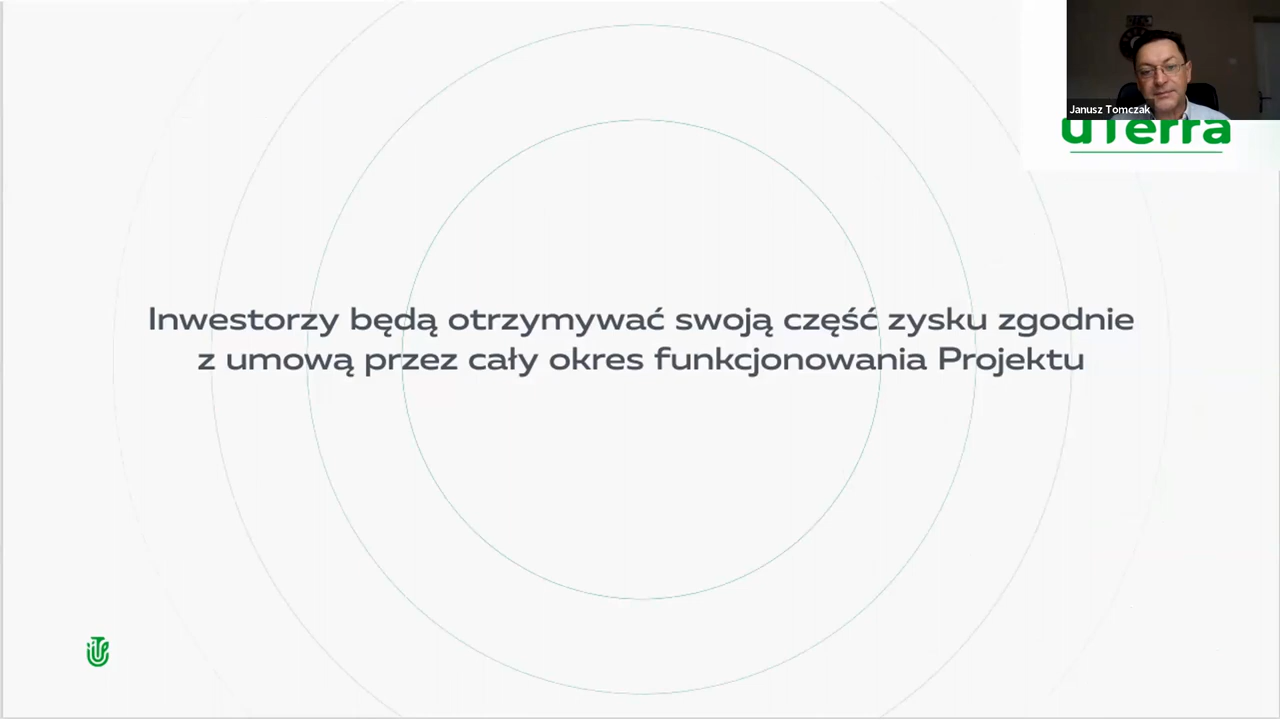 Janusz Tomczak
uTerra
Inwestorzy będą otrzymywać swoją część zysku zgodnie
z umową przez cały okres funkcjonowania Projektu